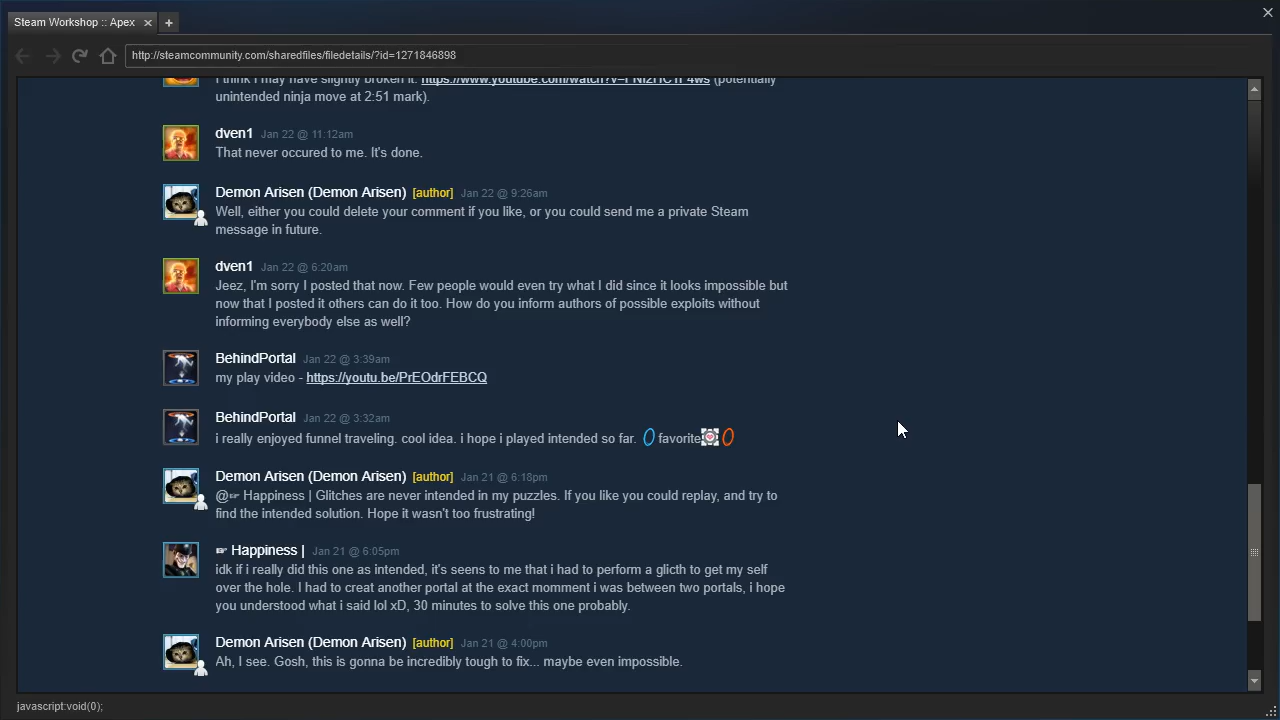 Steam Workshop :: Apex
http://steamcommunity.com/sharedfiles/filedetails/?id=1271846898
I think I may have slightly broken it. (potentially
unintended ninja move at 2:51 mark).
dven1 Jan 22 @ 11:12am
That never occured to me. It's done.
Demon Arisen (Demon Arisen) [author] Jan 22 @ 9:26am
Well, either you could delete your comment if you like, or you could send me a private Steam
message in future.
dven1 Jan 22 @ 6:20am
Jeez, I'm sorry I posted that now. Few people would even try what I did since it looks impossible but
now that I posted it others can do it too. How do you inform authors of possible exploits without
informing everybody else as well?
BehindPortal Jan 22 @ 3:39am
my play video - https://youtu.be/PrEOdrFEBCQ
BehindPortal Jan 22 @ 3:32am
i really enjoyed funnel traveling. cool idea. i hope i played intended so far. favorite
Demon Arisen (Demon Arisen) [author] Jan 21 @ 6:18pm
@☞ Happiness | Glitches are never intended in my puzzles. If you like you could replay, and try to
find the intended solution. Hope it wasn't too frustrating!
☞ Happiness | Jan 21 @ 6:05pm
idk if i really did this one as intended, it's seems to me that i had to perform a glicth to get my self
over the hole. I had to creat another portal at the exact momment i was between two portals, i hope
you understood what i said lol xD, 30 minutes to solve this one probably.
Demon Arisen (Demon Arisen) [author] Jan 21 @ 4:00pm
Ah, I see. Gosh, this is gonna be incredibly tough to fix... maybe even impossible.
javascript:void(0);